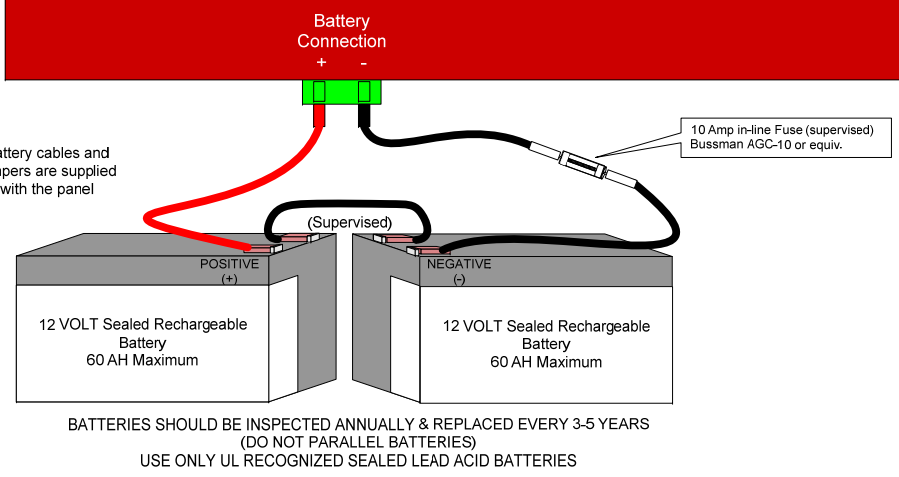 Battery
Connection
+ -
10 Amp in-line Fuse (supervised)
Bussman AGC-10 or equiv.
attery cables and
mpers are supplied
with the panel
(Supervised)
POSITIVE
(+)
NEGATIVE
(-)
12 VOLT Sealed Rechargeable
Battery
60 AH Maximum
12 VOLT Sealed Rechargeable
Battery
60 AH Maximum
BATTERIES SHOULD BE INSPECTED ANNUALLY & REPLACED EVERY 3-5 YEARS
(DO NOT PARALLEL BATTERIES)
USE ONLY UL RECOGNIZED SEALED LEAD ACID BATTERIES